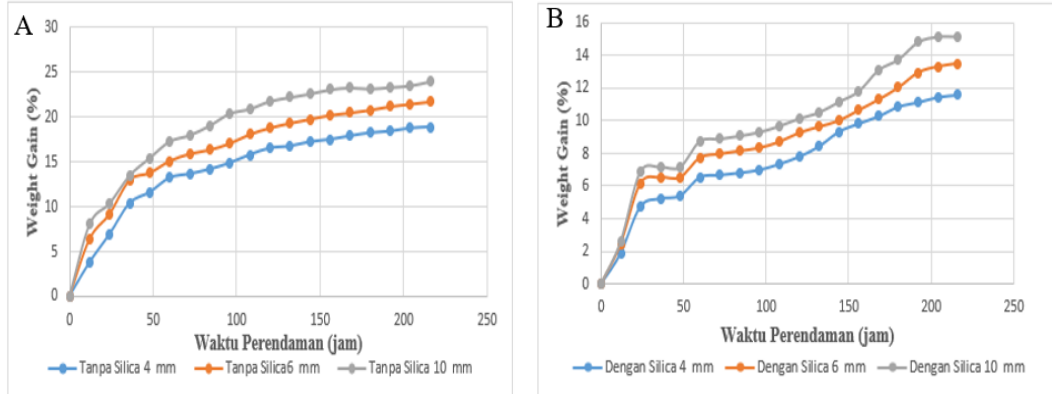 A
Weight Gain (%)
30
25
20
15
10
5
0
0 50 100 150 200 250
Waktu Perendaman (jam)
Tanpa Silica 4 mm Tanpa Silica6 mm Tanpa Silica 10 mm
B
Weight Gain (%)
16
14
12
10
8
6
4
2
0
0 50 100 150 200 250
Waktu Perendaman (jam)
Dengan Silica 4 mm Dengan Silica 6 mm Dengan Silica 10 mm